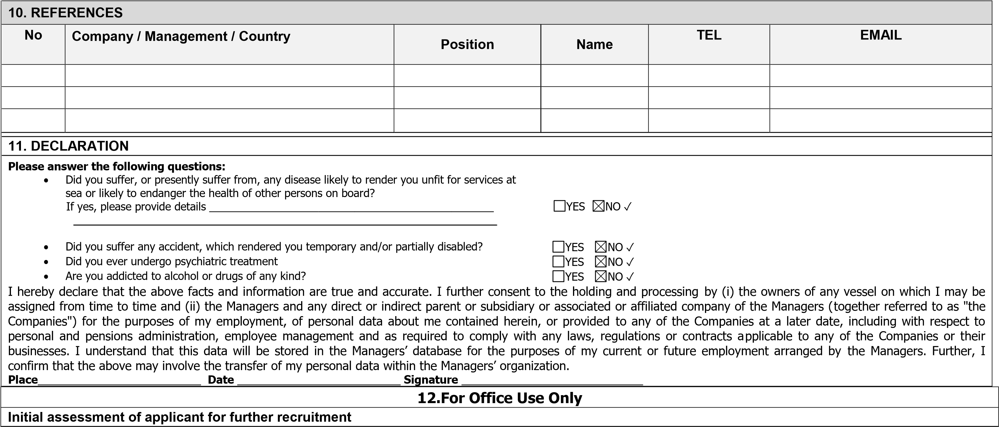 10. REFERENCES
No Company / Management / Country Position Name TEL EMAIL
11. DECLARATION
Please answer the following questions:
• Did you suffer, or presently suffer from, any disease likely to render you unfit for services at
sea or likely to endanger the health of other persons on board?
If yes, please provide details ______________________ ☐YES ☒NO ✓
• Did you suffer any accident, which rendered you temporary and/or partially disabled? ☐YES ☒NO ✓
• Did you ever undergo psychiatric treatment ☐YES ☒NO ✓
• Are you addicted to alcohol or drugs of any kind? ☐YES ☒NO ✓
I hereby declare that the above facts and information are true and accurate. I further consent to the holding and processing by (i) the owners of any vessel on which I may be
assigned from time to time and (ii) the Managers and any direct or indirect parent or subsidiary or associated or affiliated company of the Managers (together referred to as "the
Companies") for the purposes of my employment, of personal data about me contained herein, or provided to any of the Companies at a later date, including with respect to
personal and pensions administration, employee management and as required to comply with any laws, regulations or contracts applicable to any of the Companies or their
businesses. I understand that this data will be stored in the Managers’ database for the purposes of my current or future employment arranged by the Managers. Further, I
confirm that the above may involve the transfer of my personal data within the Managers’ organization.
Place____________ Date ____________ Signature ____________
12.For Office Use Only
Initial assessment of applicant for further recruitment